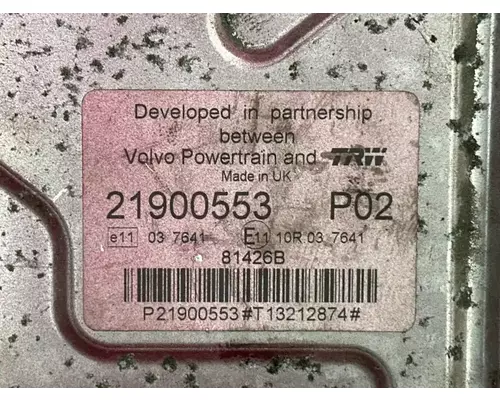 Developed in partnership
between
Volvo Powertrain and TRW
Made in UK
21900553 P02
e11 03 7641 E11 10R 03 7641
81426B
P21900553#T13212874#